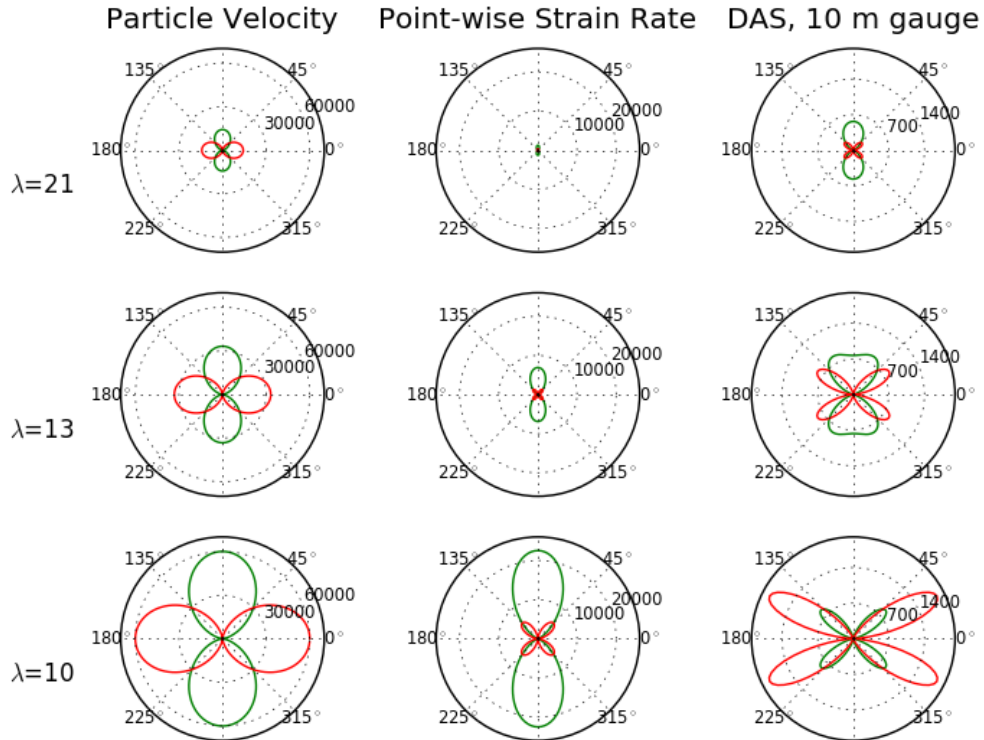 Particle Velocity Point-wise Strain Rate DAS, 10 m gauge
135° 45° 135° 45° 135° 45°
60000 20000 1400
30000 10000 700
180° 0° 180° 0° 180° 0°
λ=21
225° 315° 225° 315° 225° 315°
135° 45° 135° 45° 135° 45°
60000 20000 1400
30000 10000 700
180° 0° 180° 0° 180° 0°
λ=13
225° 315° 225° 315° 225° 315°
135° 45° 135° 45° 135° 45°
60000 20000 1400
30000 10000 700
180° 0° 180° 0° 180° 0°
λ=10
225° 315° 225° 315° 225° 315°